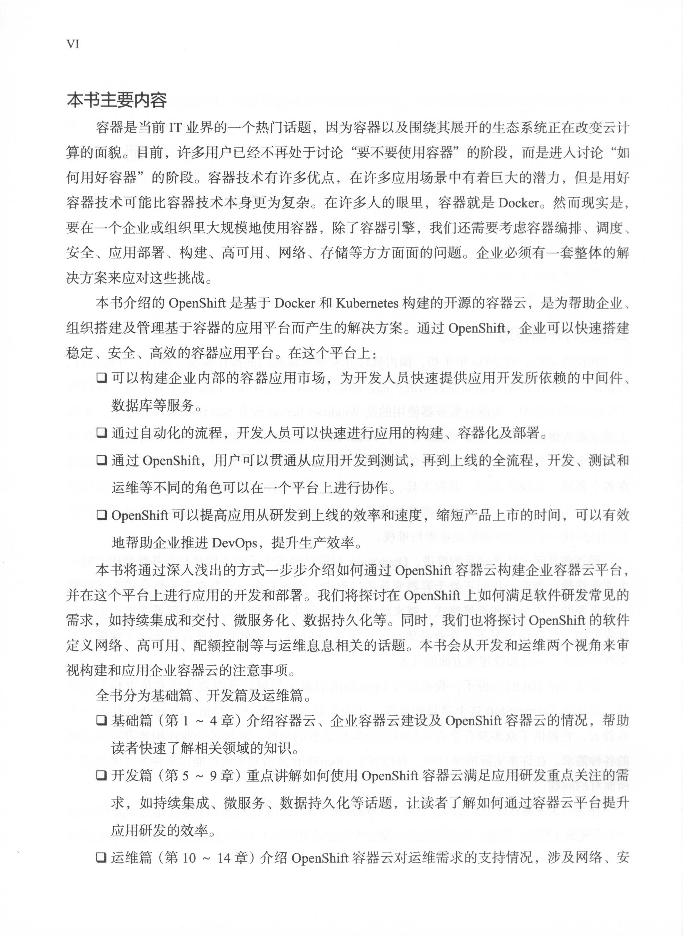 VI
本书主要内容
容器是当前 IT 业界的一个热门话题，因为容器以及围绕其展开的生态系统正在改变云计
算的面貌。目前，许多用户已经不再处于讨论“要不要使用容器”的阶段，而是进入讨论“如
何用好容器”的阶段。容器技术有许多优点，在许多应用场景中有着巨大的潜力，但是用好
容器技术可能比容器技术本身更为复杂。在许多人的眼里，容器就是 Docker。然而现实是，
要在一个企业或组织里大规模地使用容器，除了容器引擎，我们还需要考虑容器编排、调度、
安全、应用部署、构建、高可用、网络、存储等方方面面的问题。企业必须有一套整体的解
决方案来应对这些挑战。
本书介绍的 OpenShift 是基于 Docker 和 Kubernetes 构建的开源的容器云，是为帮助企业、
组织搭建及管理基于容器的应用平台而产生的解决方案。通过 OpenShift，企业可以快速搭建
稳定、安全、高效的容器应用平台。在这个平台上：
❑ 可以构建企业内部的容器应用市场，为开发人员快速提供应用开发所依赖的中间件、
数据库等服务。
❑ 通过自动化的流程，开发人员可以快速进行应用的构建、容器化及部署。
❑ 通过 OpenShift，用户可以贯通从应用开发到测试，再到上线的全流程，开发、测试和
运维等不同的角色可以在一个平台上进行协作。
❑ OpenShift 可以提高应用从研发到上线的效率和速度，缩短产品上市的时间，可以有效
地帮助企业推进 DevOps，提升生产效率。
本书将通过深入浅出的方式一步步介绍如何通过 OpenShift 容器云构建企业容器云平台，
并在这个平台上进行应用的开发和部署。我们将探讨在 OpenShift 上如何满足软件研发常见的
需求，如持续集成和交付、微服务化、数据持久化等。同时，我们也将探讨 OpenShift 的软件
定义网络、高可用、配额控制等与运维息息相关的话题。本书会从开发和运维两个视角来审
视构建和应用企业容器云的注意事项。
全书分为基础篇、开发篇及运维篇。
❑ 基础篇（第 1 ~ 4 章）介绍容器云、企业容器云建设及 OpenShift 容器云的情况，帮助
读者快速了解相关领域的知识。
❑ 开发篇（第 5 ~ 9 章）重点讲解如何使用 OpenShift 容器云满足应用研发重点关注的需
求，如持续集成、微服务、数据持久化等话题，让读者了解如何通过容器云平台提升
应用研发的效率。
❑ 运维篇（第 10 ~ 14 章）介绍 OpenShift 容器云对运维需求的支持情况，涉及网络、安